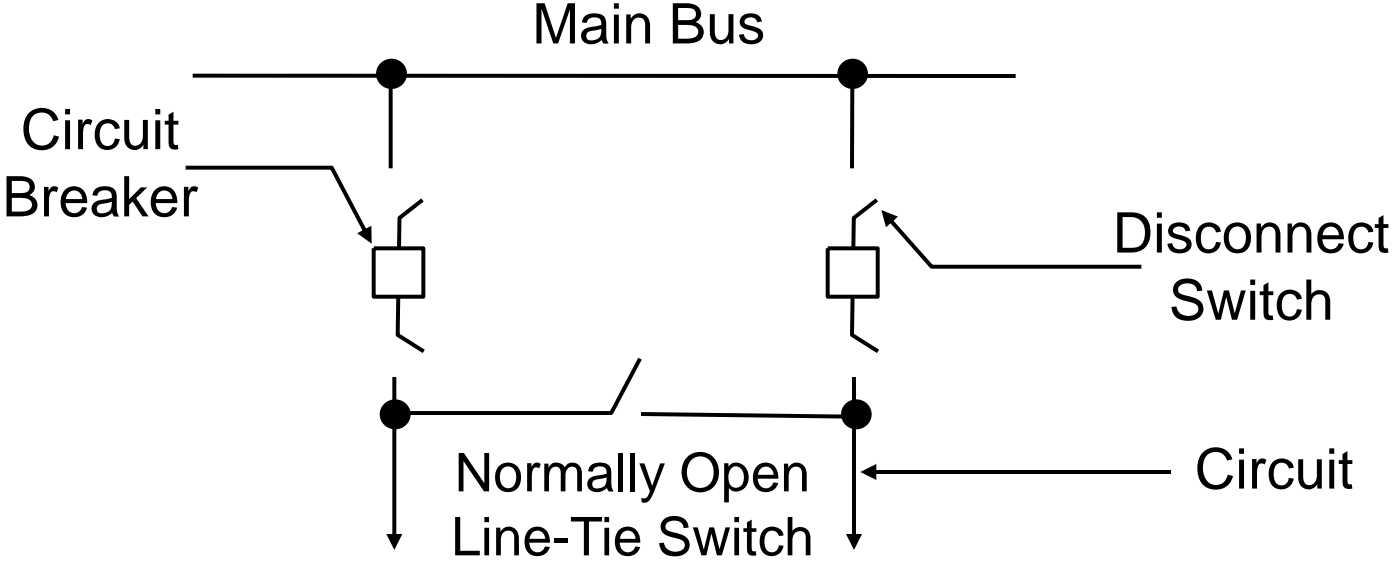 Main Bus
Circuit
Breaker
Disconnect
Switch
Normally Open
Line-Tie Switch
Circuit